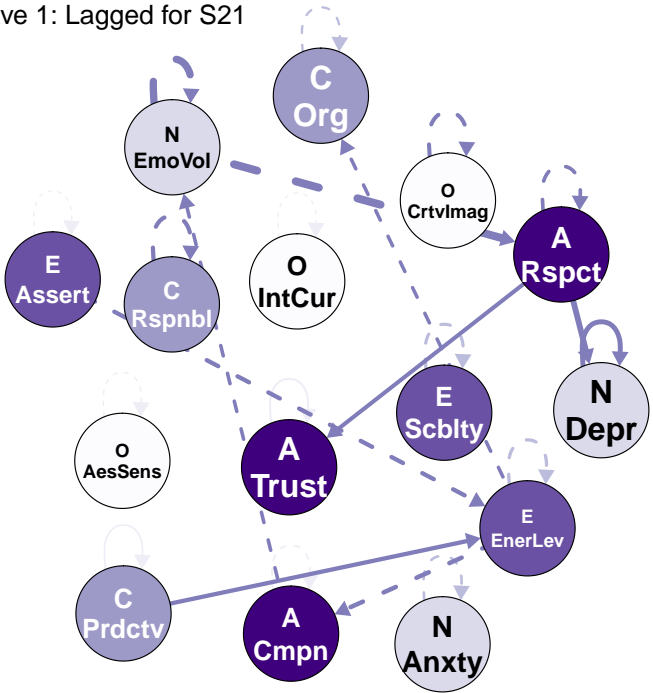 ve 1: Lagged for S21
C
Org
N
EmoVol
O
CrtvImag
A
Rspct
E
Assert
C
Rspnbl
O
IntCur
N
Depr
E
Scblty
O
AesSens
A
Trust
E
EnerLev
C
Prdctv
A
Cmpn
N
Anxty